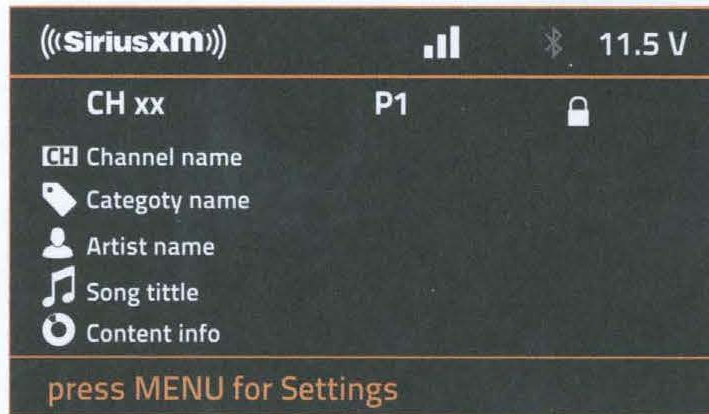 ((SiriusXM)) 11.5 V
CH xx P1
CH Channel name
Categoty name
Artist name
Song tittle
Content info
press MENU for Settings